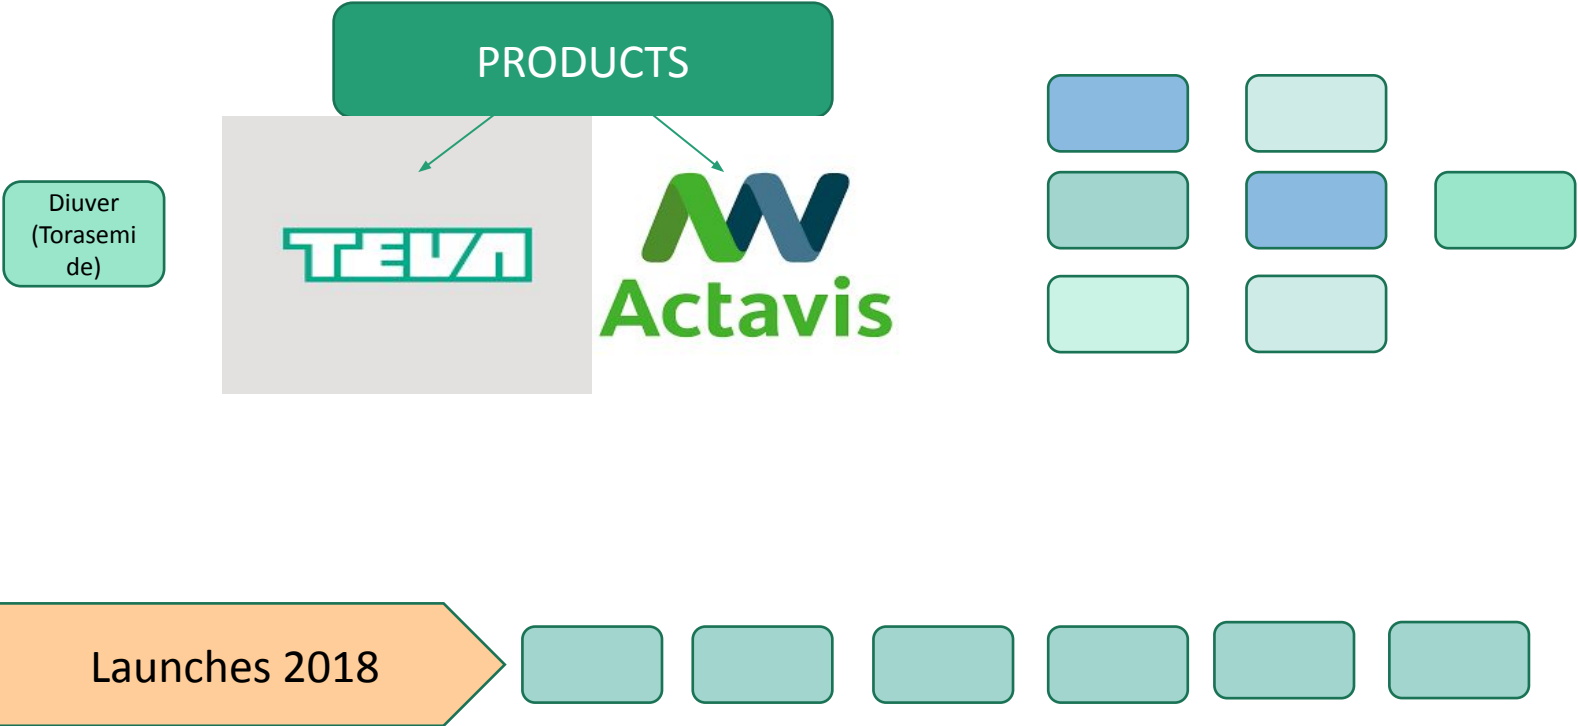 PRODUCTS
Diuver
(Torasemi
de)
TEVA
Actavis
Launches 2018